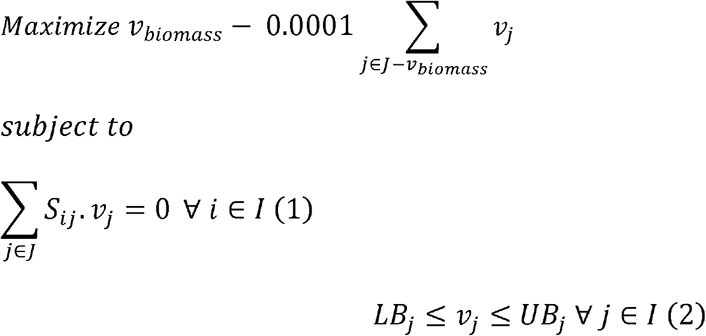 Maximize v_biomass − 0.0001 ∑_{j∈J−v_biomass} v_j
subject to
∑_{j∈J} S_ij . v_j = 0 ∀ i ∈ I (1)
LB_j ≤ v_j ≤ UB_j ∀ j ∈ I (2)